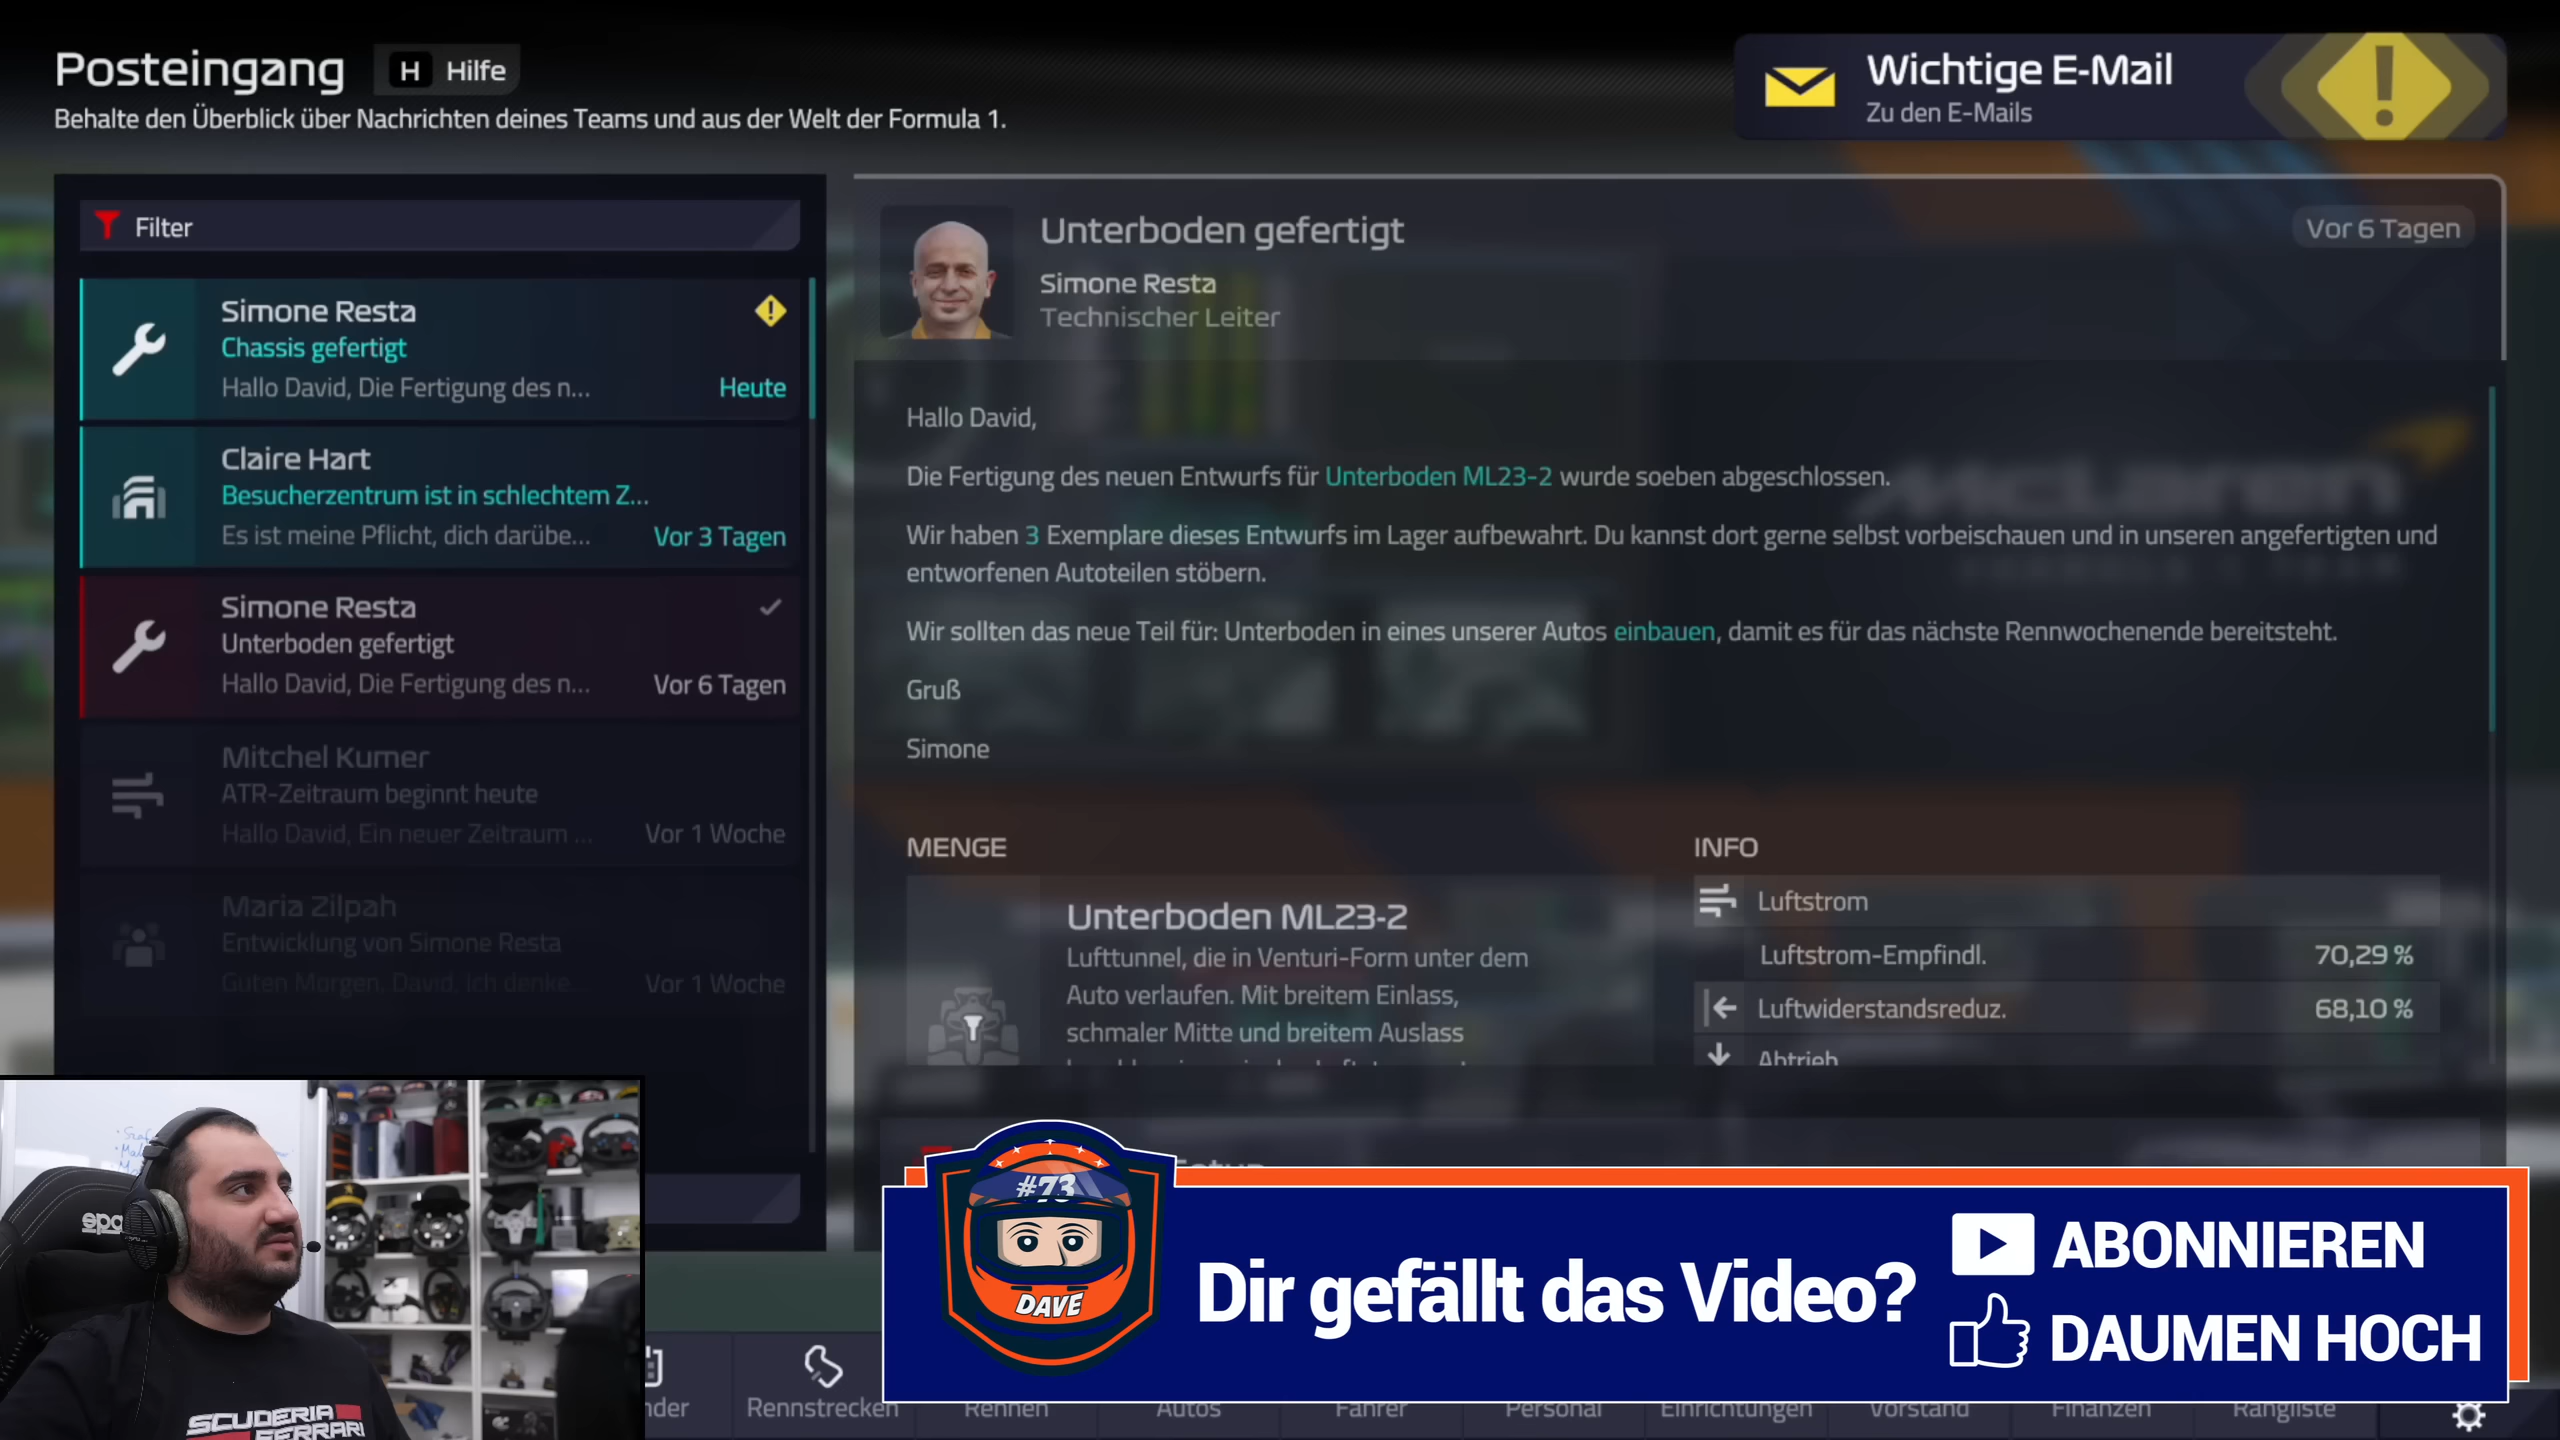 Posteingang
H Hilfe
Behalte den Überblick über Nachrichten deines Teams und aus der Welt der Formula 1.
Wichtige E-Mail
Zu den E-Mails
Filter
Simone Resta
Chassis gefertigt
Hallo David, Die Fertigung des n...
Heute
Claire Hart
Besucherzentrum ist in schlechtem Z...
Es ist meine Pflicht, dich darübe...
Vor 3 Tagen
Simone Resta
Unterboden gefertigt
Hallo David, Die Fertigung des n...
Vor 6 Tagen
Mitchel Kumer
ATR-Zeitraum beginnt heute
Hallo David, Ein neuer Zeitraum ...
Vor 1 Woche
Maria Zilpah
Entwicklung von Simone Resta
Guten Morgen, David, Ich denke...
Vor 1 Woche
Unterboden gefertigt
Vor 6 Tagen
Simone Resta
Technischer Leiter
Hallo David,
Die Fertigung des neuen Entwurfs für Unterboden ML23-2 wurde soeben abgeschlossen.
Wir haben 3 Exemplare dieses Entwurfs im Lager aufbewahrt. Du kannst dort gerne selbst vorbeischauen und in unseren angefertigten und
entworfenen Autoteilen stöbern.
Wir sollten das neue Teil für: Unterboden in eines unserer Autos einbauen, damit es für das nächste Rennwochenende bereitsteht.
Gruß
Simone
McLaren
MENGE
Unterboden ML23-2
Lufttunnel, die in Venturi-Form unter dem
Auto verlaufen. Mit breitem Einlass,
schmaler Mitte und breitem Auslass
INFO
Luftstrom
Luftstrom-Empfindl. 70,29 %
Luftwiderstandsreduz. 68,10 %
Abtrieb
#73
DAVE
Dir gefällt das Video?
ABONNIEREN
DAUMEN HOCH
SCUDERIA
FERRARI
Rennstrecken
Rennen
Autos
Fahrer
Personal
Einrichtungen
Vorstand
Finanzen
Rangliste